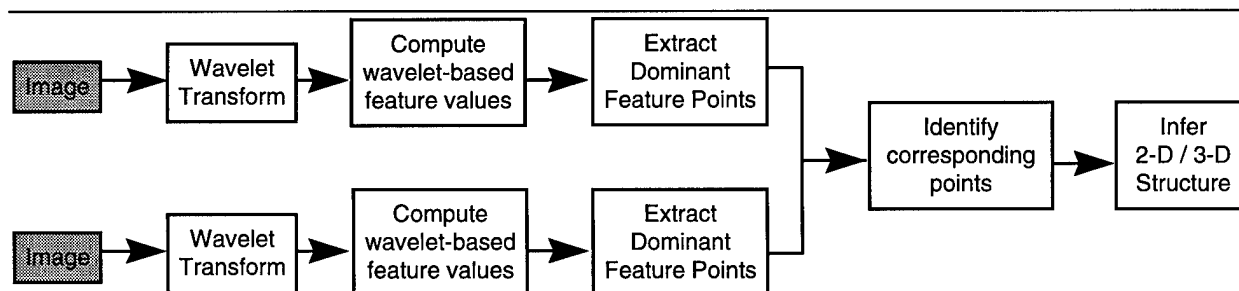 Image
Wavelet
Transform
Compute
wavelet-based
feature values
Extract
Dominant
Feature Points
Identify
corresponding
points
Infer
2-D / 3-D
Structure
Image
Wavelet
Transform
Compute
wavelet-based
feature values
Extract
Dominant
Feature Points